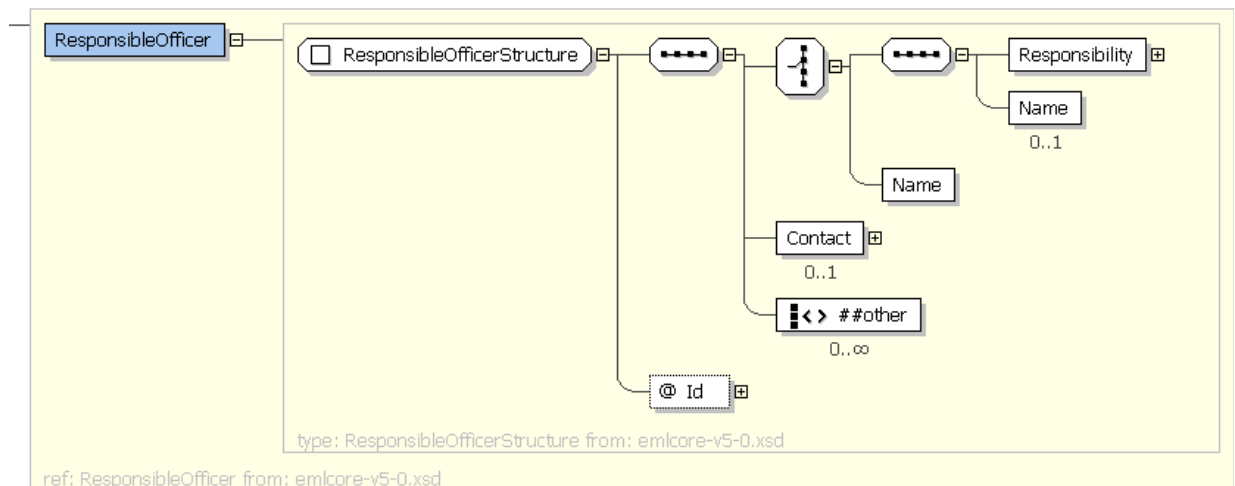 ResponsibleOfficer
ResponsibleOfficerStructure
Responsibility
Name
0..1
Name
Contact
0..1
<> ##other
0..∞
@ Id
type: ResponsibleOfficerStructure from: emlcore-v5-0.xsd
ref: ResponsibleOfficer from: emlcore-v5-0.xsd